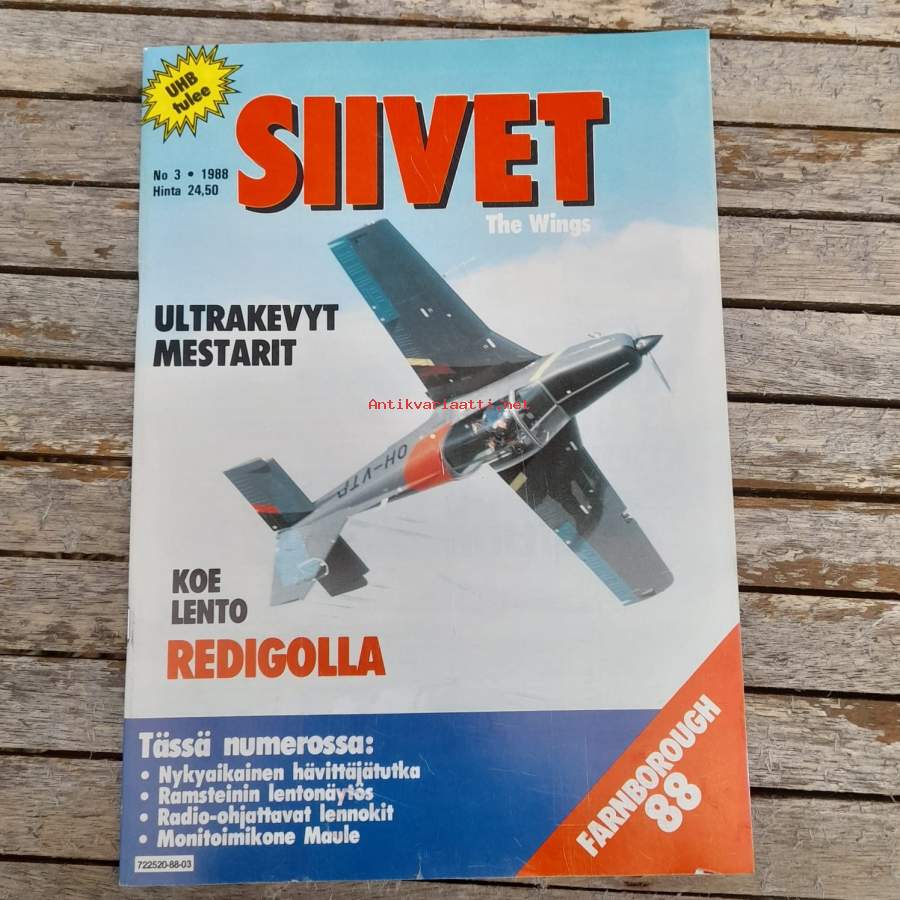 UHB
tulee
SIIVET
The Wings
No 3 • 1988
Hinta 24,50
ULTRAKEVYT
MESTARIT
Antikvariaatti.net
OH-VTP
KOE
LENTO
REDIGOLLA
Tässä numerossa:
• Nykyaikainen hävittäjätutka
• Ramsteinin lentonäytös
• Radio-ohjattavat lennokit
• Monitoimikone Maule
722520-88-03
FARNBOROUGH
88